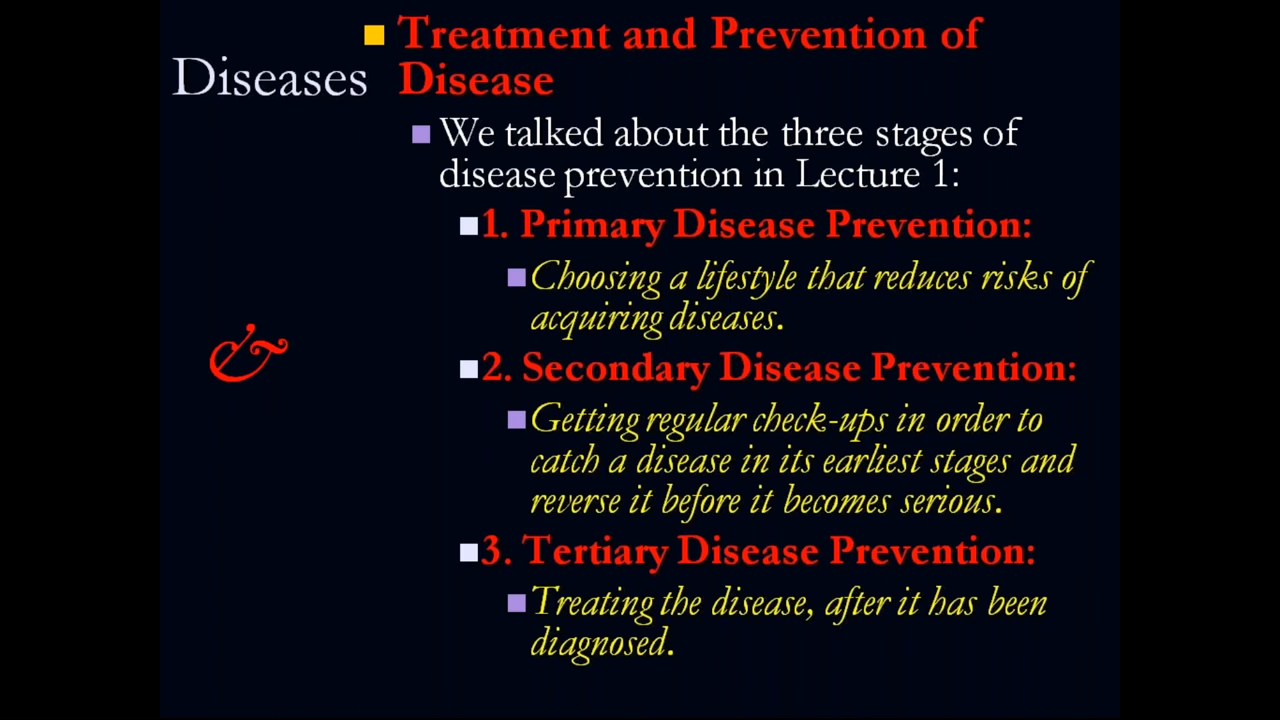 Diseases
&
Treatment and Prevention of
Disease
We talked about the three stages of
disease prevention in Lecture 1:
1. Primary Disease Prevention:
Choosing a lifestyle that reduces risks of
acquiring diseases.
2. Secondary Disease Prevention:
Getting regular check-ups in order to
catch a disease in its earliest stages and
reverse it before it becomes serious.
3. Tertiary Disease Prevention:
Treating the disease, after it has been
diagnosed.